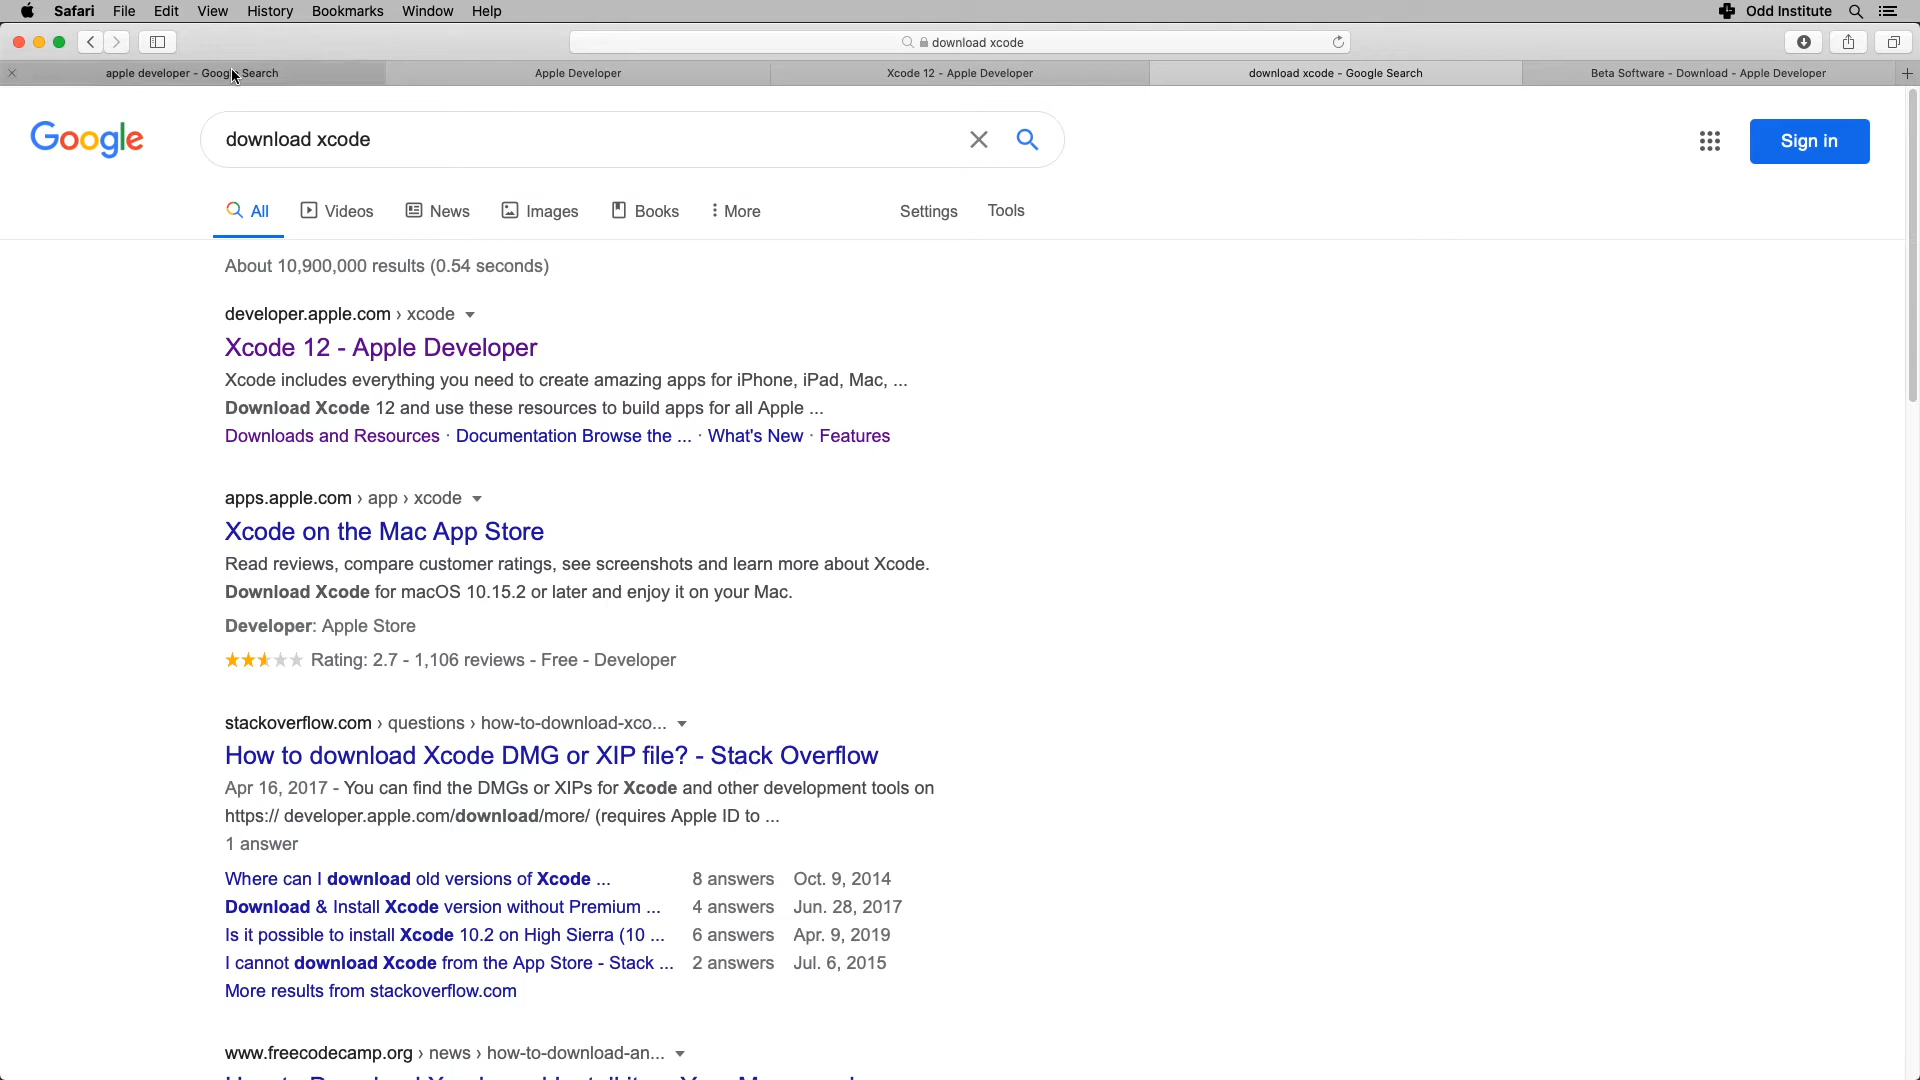 Safari File Edit View History Bookmarks Window Help Odd Institute
download xcode
apple developer - Google Search Apple Developer Xcode 12 - Apple Developer download xcode - Google Search Beta Software - Download - Apple Developer
Google download xcode Sign in
All Videos News Images Books More Settings Tools
About 10,900,000 results (0.54 seconds)
developer.apple.com › xcode
Xcode 12 - Apple Developer
Xcode includes everything you need to create amazing apps for iPhone, iPad, Mac, ...
Download Xcode 12 and use these resources to build apps for all Apple ...
Downloads and Resources · Documentation Browse the ... · What's New · Features
apps.apple.com › app › xcode
Xcode on the Mac App Store
Read reviews, compare customer ratings, see screenshots and learn more about Xcode.
Download Xcode for macOS 10.15.2 or later and enjoy it on your Mac.
Developer: Apple Store
Rating: 2.7 - 1,106 reviews - Free - Developer
stackoverflow.com › questions › how-to-download-xco...
How to download Xcode DMG or XIP file? - Stack Overflow
Apr 16, 2017 - You can find the DMGs or XIPs for Xcode and other development tools on
https:// developer.apple.com/download/more/ (requires Apple ID to ...
1 answer
Where can I download old versions of Xcode ... 8 answers Oct. 9, 2014
Download & Install Xcode version without Premium ... 4 answers Jun. 28, 2017
Is it possible to install Xcode 10.2 on High Sierra (10 ... 6 answers Apr. 9, 2019
I cannot download Xcode from the App Store - Stack ... 2 answers Jul. 6, 2015
More results from stackoverflow.com
www.freecodecamp.org › news › how-to-download-an...